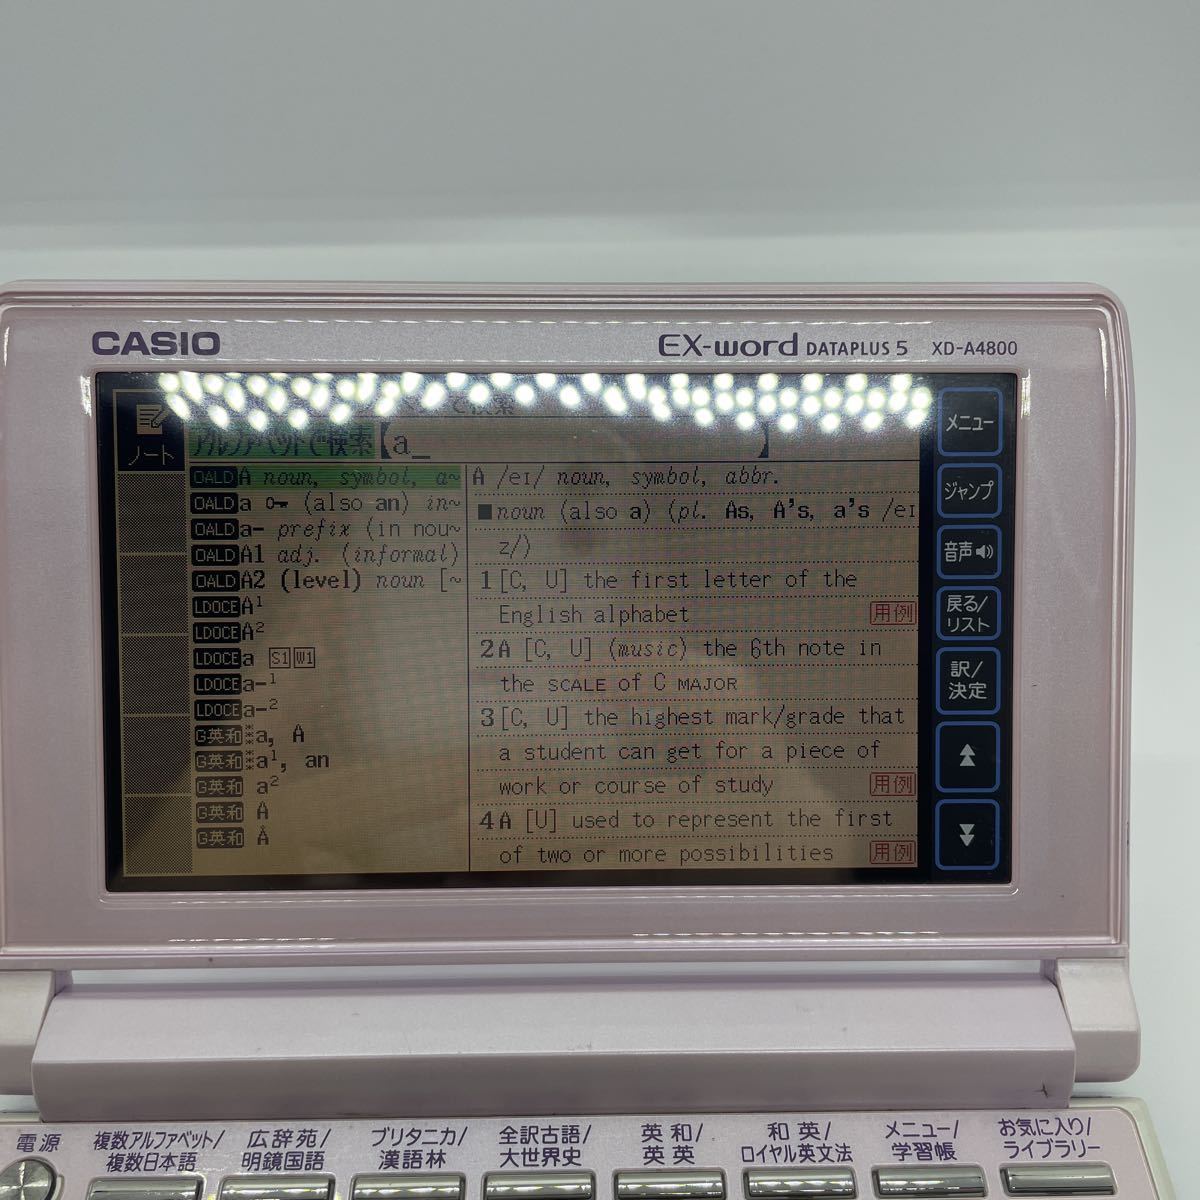 CASIO
EX-word DATAPLUS 5 XD-A4800
で検索
ノート
アルファベットで検索【a_】
OALD A noun, symbol, a~
OALD a (also an) in~
OALD a- prefix (in nou~
OALD A1 adj. (informal)
OALD A2 (level) noun [~
LDOCE A¹
LDOCE A²
LDOCE a S1 W1
LDOCE a-¹
LDOCE a-²
G英和 a, A
G英和 a¹, an
G英和 a²
G英和 A
G英和 Å
A /eɪ/ noun, symbol, abbr.
■noun (also a) (pl. As, A's, a's /eɪ
z/)
1 [C, U] the first letter of the
English alphabet 用例
2 A [C, U] (music) the 6th note in
the SCALE of C MAJOR
3 [C, U] the highest mark/grade that
a student can get for a piece of
work or course of study 用例
4 A [U] used to represent the first
of two or more possibilities 用例
メニュー
ジャンプ
音声
戻る/
リスト
訳/
決定
電源
複数アルファベット/
複数日本語
広辞苑/
明鏡国語
ブリタニカ/
漢語林
全訳古語/
大世界史
英和/
英英
和英/
ロイヤル英文法
メニュー/
学習帳
お気に入り/
ライブラリー